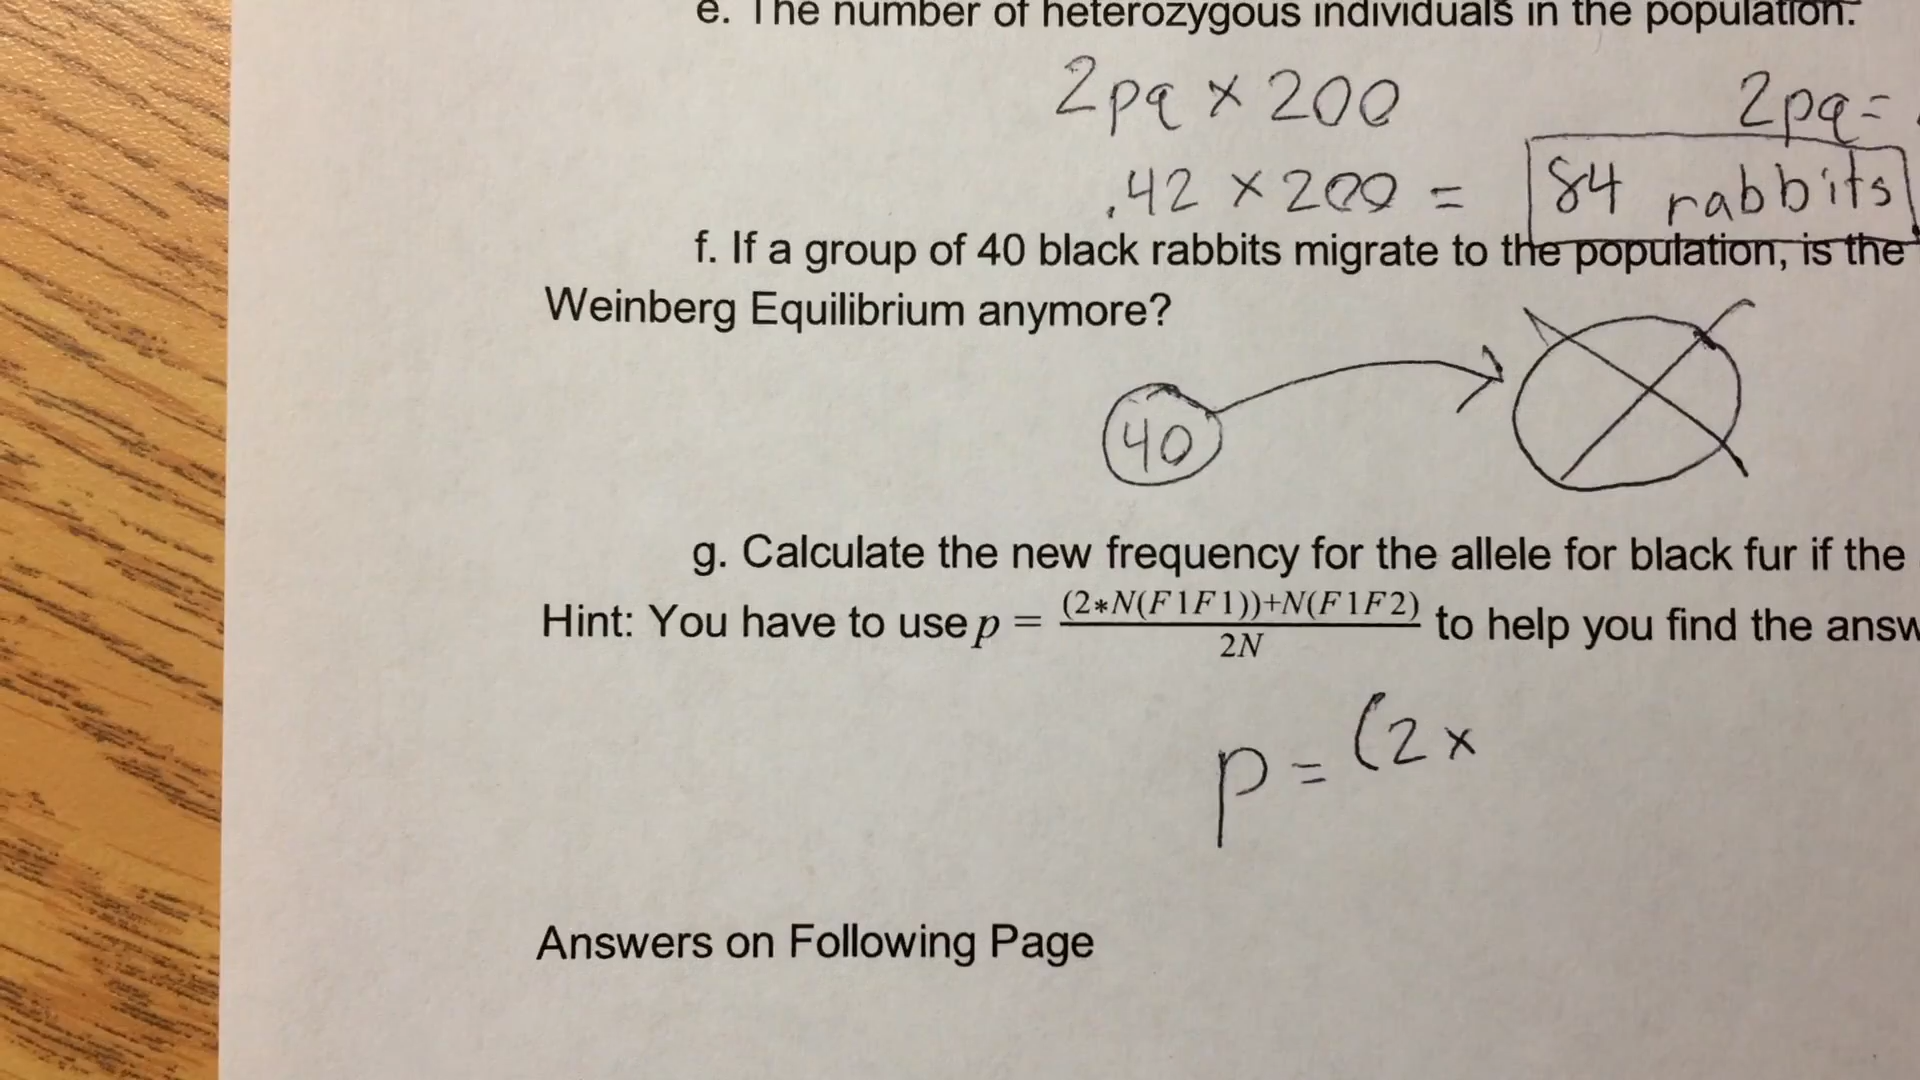 e. The number of heterozygous individuals in the population.
2pq x 200 2pq =
.42 x 200 = 84 rabbits
f. If a group of 40 black rabbits migrate to the population, is the
Weinberg Equilibrium anymore?
40
g. Calculate the new frequency for the allele for black fur if the
Hint: You have to use p = (2*N(F1F1))+N(F1F2) / 2N to help you find the
p = (2 x
Answers on Following Page